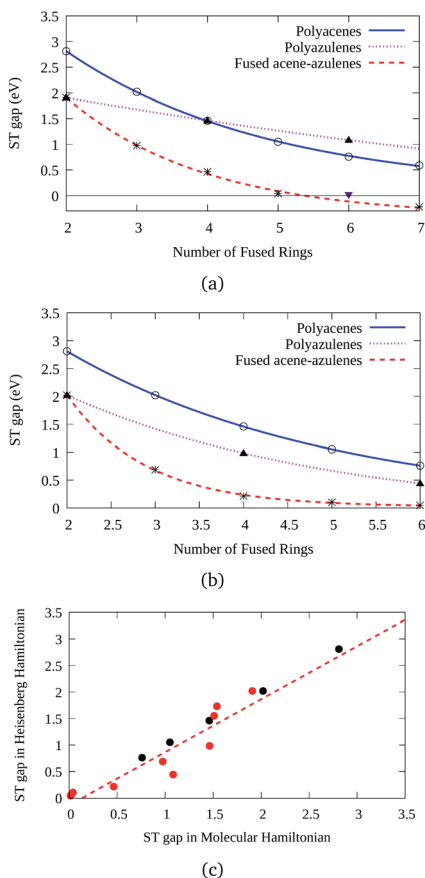 3.5
3
2.5
2
1.5
1
0.5
0
ST gap (eV)
Polyacenes
Polyazulenes
Fused acene-azulenes
2 3 4 5 6 7
Number of Fused Rings
(a)
3.5
3
2.5
2
1.5
1
0.5
0
ST gap (eV)
Polyacenes
Polyazulenes
Fused acene-azulenes
2 2.5 3 3.5 4 4.5 5 5.5 6
Number of Fused Rings
(b)
3.5
3
2.5
2
1.5
1
0.5
0
ST gap in Heisenberg Hamiltonian
0 0.5 1 1.5 2 2.5 3 3.5
ST gap in Molecular Hamiltonian
(c)